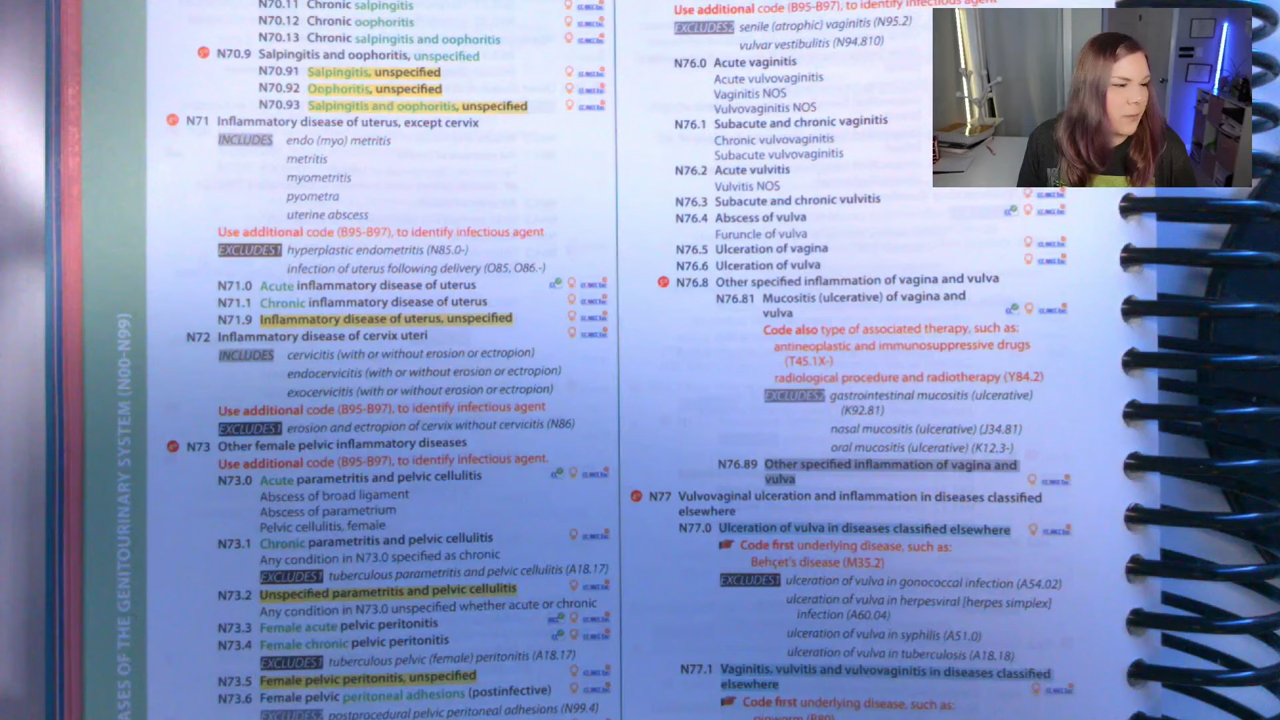 N70.11 Chronic salpingitis
N70.12 Chronic oophoritis
N70.13 Chronic salpingitis and oophoritis
N70.9 Salpingitis and oophoritis, unspecified
N70.91 Salpingitis, unspecified
N70.92 Oophoritis, unspecified
N70.93 Salpingitis and oophoritis, unspecified
N71 Inflammatory disease of uterus, except cervix
INCLUDES endo (myo) metritis
metritis
myometritis
pyometra
uterine abscess
Use additional code (B95-B97), to identify infectious agent
EXCLUDES1 hyperplastic endometritis (N85.0-)
infection of uterus following delivery (O85, O86.-)
N71.0 Acute inflammatory disease of uterus
N71.1 Chronic inflammatory disease of uterus
N71.9 Inflammatory disease of uterus, unspecified
N72 Inflammatory disease of cervix uteri
INCLUDES cervicitis (with or without erosion or ectropion)
endocervicitis (with or without erosion or ectropion)
exocervicitis (with or without erosion or ectropion)
Use additional code (B95-B97), to identify infectious agent
EXCLUDES1 erosion and ectropion of cervix without cervicitis (N86)
N73 Other female pelvic inflammatory diseases
Use additional code (B95-B97), to identify infectious agent.
N73.0 Acute parametritis and pelvic cellulitis
Abscess of broad ligament
Abscess of parametrium
Pelvic cellulitis, female
N73.1 Chronic parametritis and pelvic cellulitis
Any condition in N73.0 specified as chronic
EXCLUDES1 tuberculous parametritis and pelvic cellulitis (A18.17)
N73.2 Unspecified parametritis and pelvic cellulitis
Any condition in N73.0 unspecified whether acute or chronic
N73.3 Female acute pelvic peritonitis
N73.4 Female chronic pelvic peritonitis
EXCLUDES1 tuberculous pelvic (female) peritonitis (A18.17)
N73.5 Female pelvic peritonitis, unspecified
N73.6 Female pelvic peritoneal adhesions (postinfective)
EXCLUDES2 postprocedural pelvic peritoneal adhesions (N99.4)
Use additional code (B95-B97), to identify infectious
EXCLUDES2 senile (atrophic) vaginitis (N95.2)
vulvar vestibulitis (N94.810)
N76.0 Acute vaginitis
Acute vulvovaginitis
Vaginitis NOS
Vulvovaginitis NOS
N76.1 Subacute and chronic vaginitis
Chronic vulvovaginitis
Subacute vulvovaginitis
N76.2 Acute vulvitis
Vulvitis NOS
N76.3 Subacute and chronic vulvitis
N76.4 Abscess of vulva
Furuncle of vulva
N76.5 Ulceration of vagina
N76.6 Ulceration of vulva
N76.8 Other specified inflammation of vagina and vulva
N76.81 Mucositis (ulcerative) of vagina and
vulva
Code also type of associated therapy, such as:
antineoplastic and immunosuppressive drugs
(T45.1X-)
radiological procedure and radiotherapy (Y84.2)
EXCLUDES2 gastrointestinal mucositis (ulcerative)
(K92.81)
nasal mucositis (ulcerative) (J34.81)
oral mucositis (ulcerative) (K12.3-)
N76.89 Other specified inflammation of vagina and
vulva
N77 Vulvovaginal ulceration and inflammation in diseases classified
elsewhere
N77.0 Ulceration of vulva in diseases classified elsewhere
Code first underlying disease, such as:
Behçet's disease (M35.2)
EXCLUDES1 ulceration of vulva in gonococcal infection (A54.02)
ulceration of vulva in herpesviral [herpes simplex]
infection (A60.04)
ulceration of vulva in syphilis (A51.0)
ulceration of vulva in tuberculosis (A18.18)
N77.1 Vaginitis, vulvitis and vulvovaginitis in diseases classified
elsewhere
Code first underlying disease, such as:
pinworm (B80)
ASES OF THE GENITOURINARY SYSTEM (N00-N99)